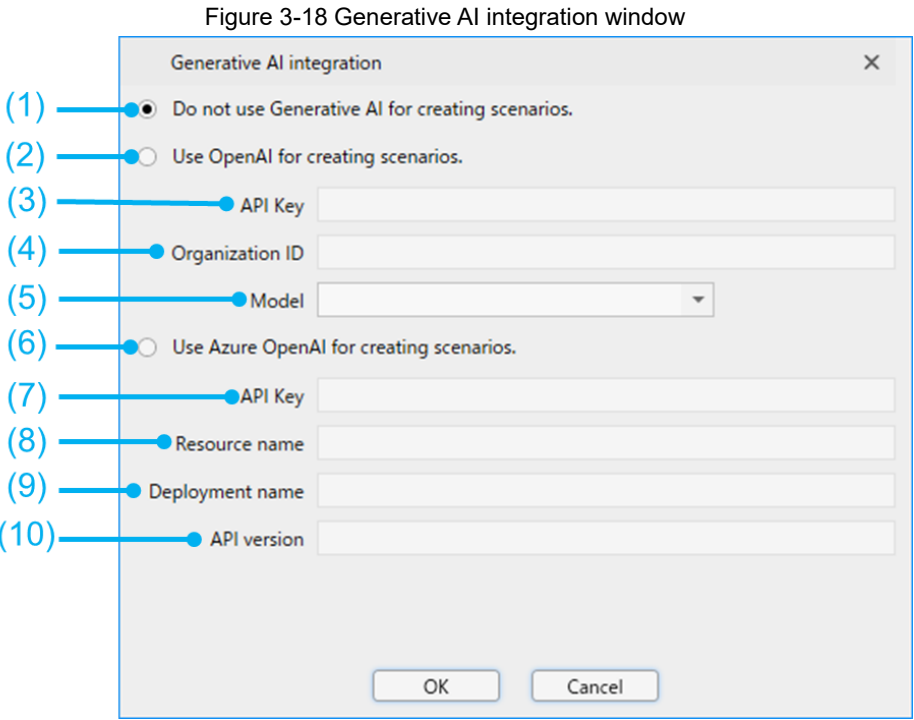 Figure 3-18 Generative AI integration window
Generative AI integration
(1) Do not use Generative AI for creating scenarios.
(2) Use OpenAI for creating scenarios.
(3) API Key
(4) Organization ID
(5) Model
(6) Use Azure OpenAI for creating scenarios.
(7) API Key
(8) Resource name
(9) Deployment name
(10) API version
OK Cancel